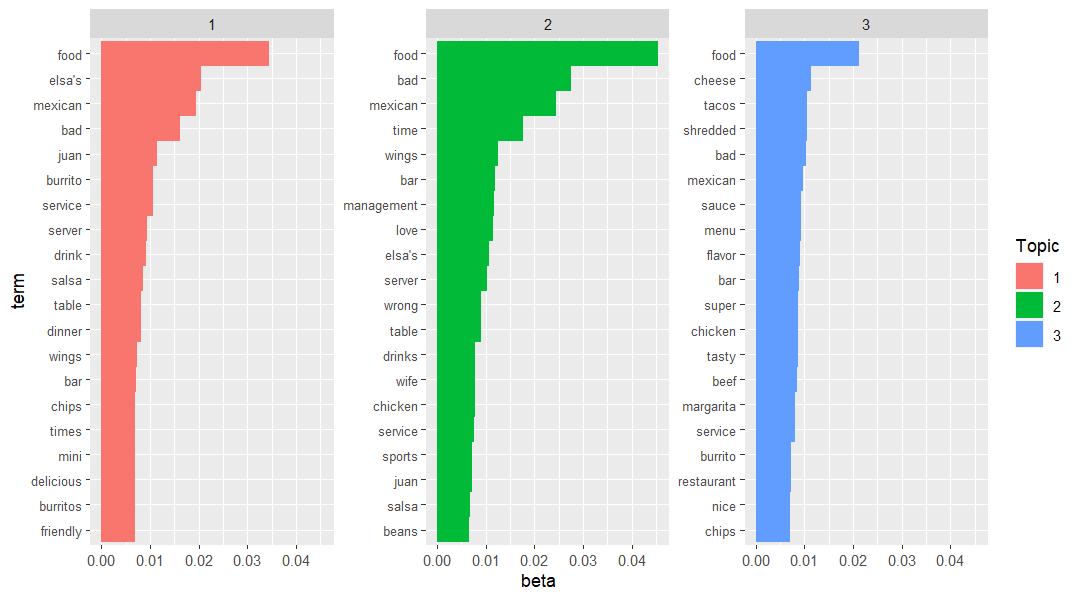 1
food
elsa's
mexican
bad
juan
burrito
service
server
drink
salsa
table
dinner
wings
bar
chips
times
mini
delicious
burritos
friendly
0.00 0.01 0.02 0.03 0.04
2
food
bad
mexican
time
wings
bar
management
love
elsa's
server
wrong
table
drinks
wife
chicken
service
sports
juan
salsa
beans
0.00 0.01 0.02 0.03 0.04
3
food
cheese
tacos
shredded
bad
mexican
sauce
menu
flavor
bar
super
chicken
tasty
beef
margarita
service
burrito
restaurant
nice
chips
0.00 0.01 0.02 0.03 0.04
term
beta
Topic
1
2
3